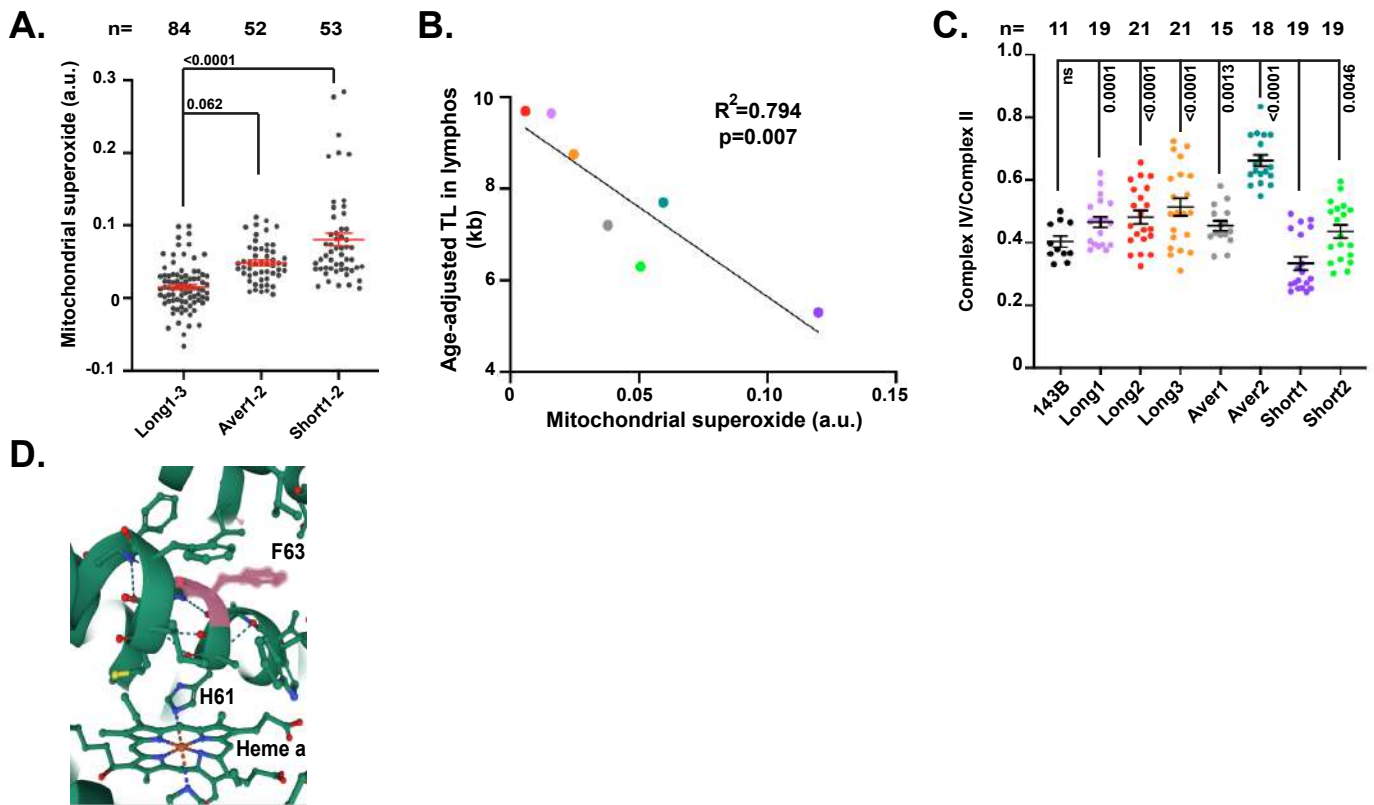 A.
n= 84 52 53
Mitochondrial superoxide (a.u.)
0.3
0.2
0.1
0
-0.1
<0.0001
0.062
Long1-3
Aver1-2
Short1-2
B.
Age-adjusted TL in lymphos
(kb)
10
8
6
4
R2=0.794
p=0.007
0 0.05 0.10 0.15
Mitochondrial superoxide (a.u.)
C.
n= 11 19 21 21 15 18 19 19
Complex IV/Complex II
1.0
0.8
0.6
0.4
0.2
0
ns
0.0001
<0.0001
<0.0001
0.0013
<0.0001
0.0046
143B
Long1
Long2
Long3
Aver1
Aver2
Short1
Short2
D.
F63
H61
Heme a